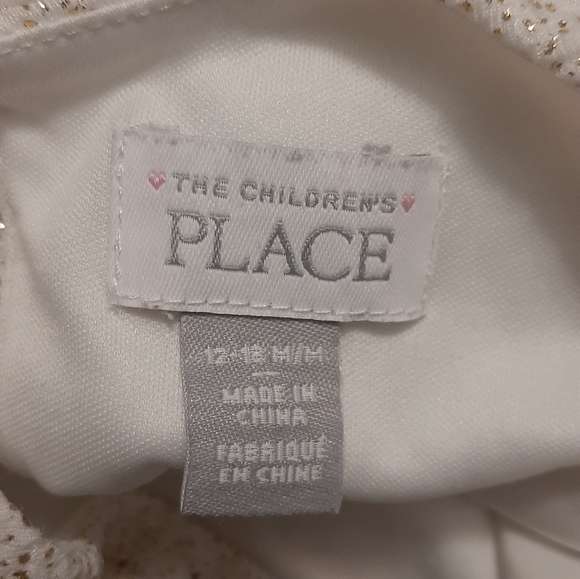 THE CHILDREN'S
PLACE
12-18 M/M
MADE IN
CHINA
FABRIQUÉ
EN CHINE